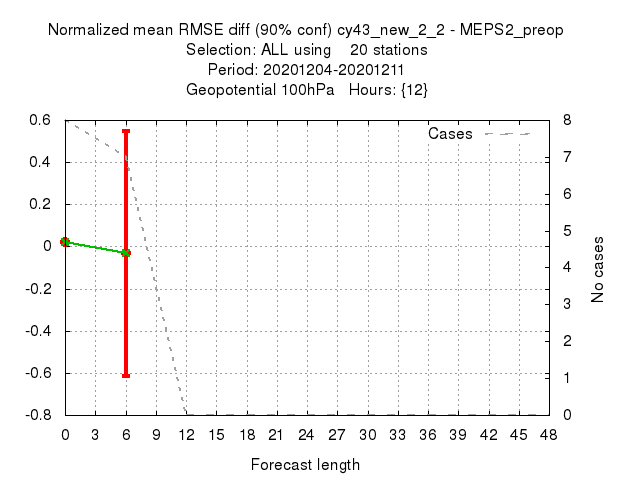 Normalized mean RMSE diff (90% conf) cy43_new_2_2 - MEPS2_preop
Selection: ALL using 20 stations
Period: 20201204-20201211
Geopotential 100hPa Hours: {12}
Cases
0.6
0.4
0.2
0
-0.2
-0.4
-0.6
-0.8
8
7
6
5
4
3
2
1
0
No cases
0 3 6 9 12 15 18 21 24 27 30 33 36 39 42 45 48
Forecast length